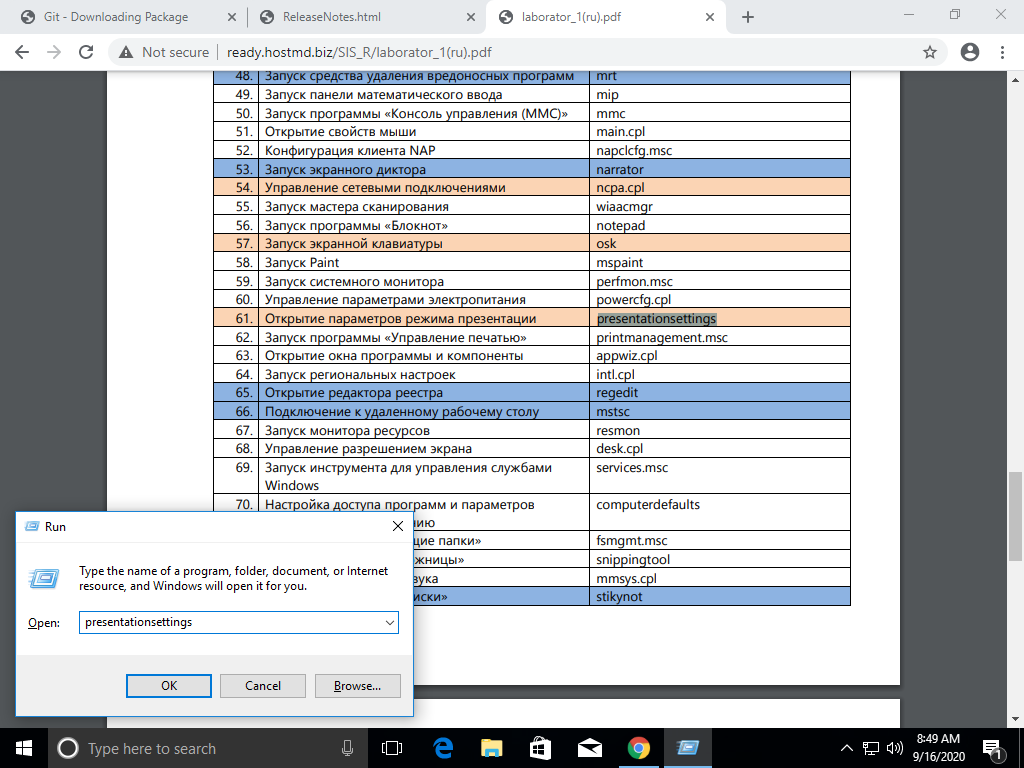 Git - Downloading Package
ReleaseNotes.html
laborator_1(ru).pdf
Not secure
ready.hostmd.biz/SIS_R/laborator_1(ru).pdf
48. Запуск средства удаления вредоносных программ mrt
49. Запуск панели математического ввода mip
50. Запуск программы «Консоль управления (ММС)» mmc
51. Открытие свойств мыши main.cpl
52. Конфигурация клиента NAP napclcfg.msc
53. Запуск экранного диктора narrator
54. Управление сетевыми подключениями ncpa.cpl
55. Запуск мастера сканирования wiaacmgr
56. Запуск программы «Блокнот» notepad
57. Запуск экранной клавиатуры osk
58. Запуск Paint mspaint
59. Запуск системного монитора perfmon.msc
60. Управление параметрами электропитания powercfg.cpl
61. Открытие параметров режима презентации presentationsettings
62. Запуск программы «Управление печатью» printmanagement.msc
63. Открытие окна программы и компоненты appwiz.cpl
64. Запуск региональных настроек intl.cpl
65. Открытие редактора реестра regedit
66. Подключение к удаленному рабочему столу mstsc
67. Запуск монитора ресурсов resmon
68. Управление разрешением экрана desk.cpl
69. Запуск инструмента для управления службами services.msc
Windows
70. Настройка доступа программ и параметров computerdefaults
нию
щие папки» fsmgmt.msc
жницы» snippingtool
вука mmsys.cpl
иски» stikynot
Run
Type the name of a program, folder, document, or Internet
resource, and Windows will open it for you.
Open: presentationsettings
OK Cancel Browse...
Type here to search
8:49 AM
9/16/2020
1